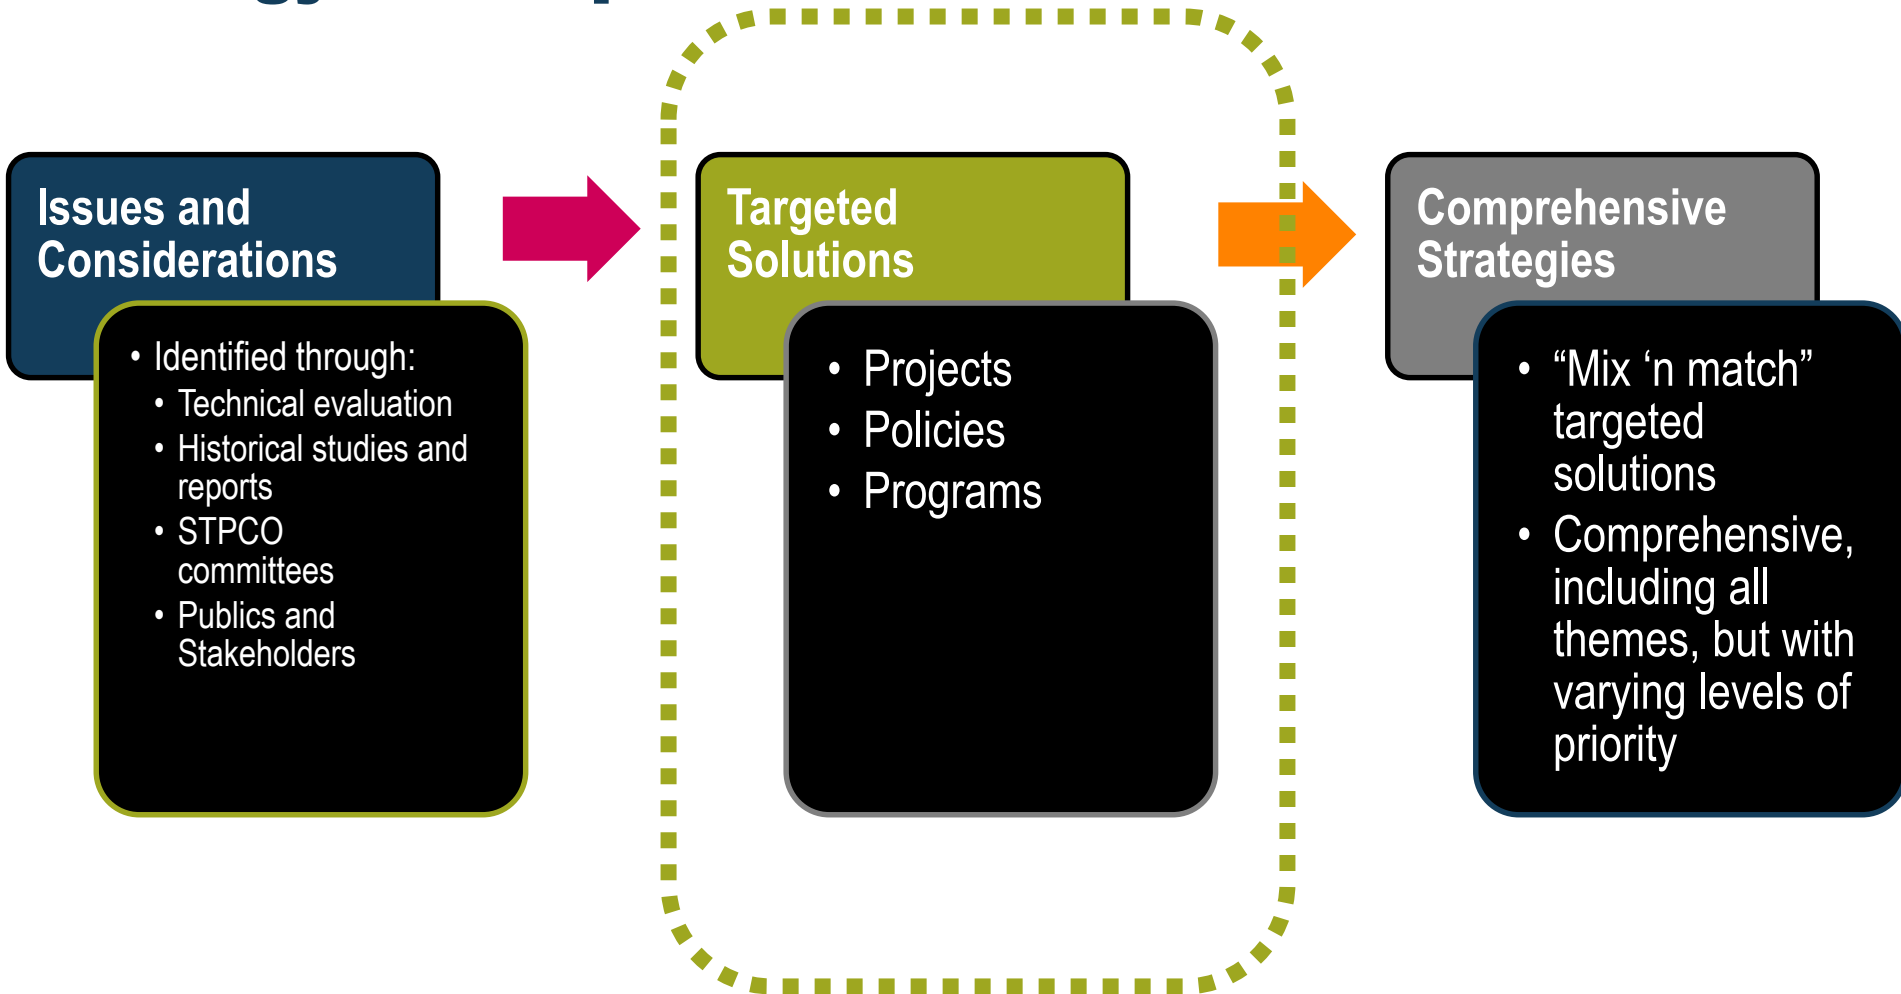 Issues and
Considerations
• Identified through:
• Technical evaluation
• Historical studies and
reports
• STPCO
committees
• Publics and
Stakeholders
Targeted
Solutions
• Projects
• Policies
• Programs
Comprehensive
Strategies
• “Mix ‘n match”
targeted
solutions
• Comprehensive,
including all
themes, but with
varying levels of
priority